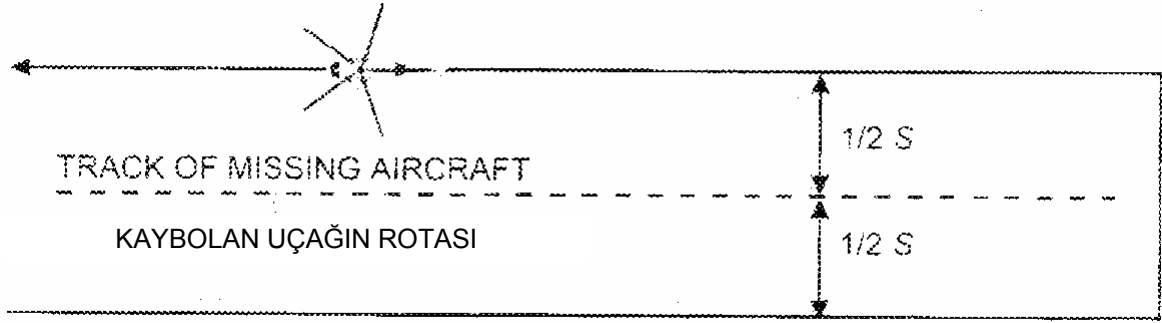 1/2 S
TRACK OF MISSING AIRCRAFT
KAYBOLAN UÇAĞIN ROTASI
1/2 S